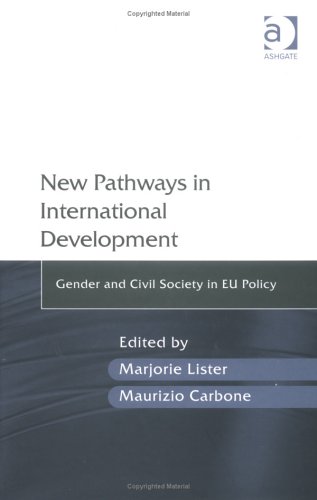 Copyrighted Material
a
ASHGATE
New Pathways in
International
Development
Gender and Civil Society in EU Policy
Edited by
Marjorie Lister
Maurizio Carbone
Copyrighted Material